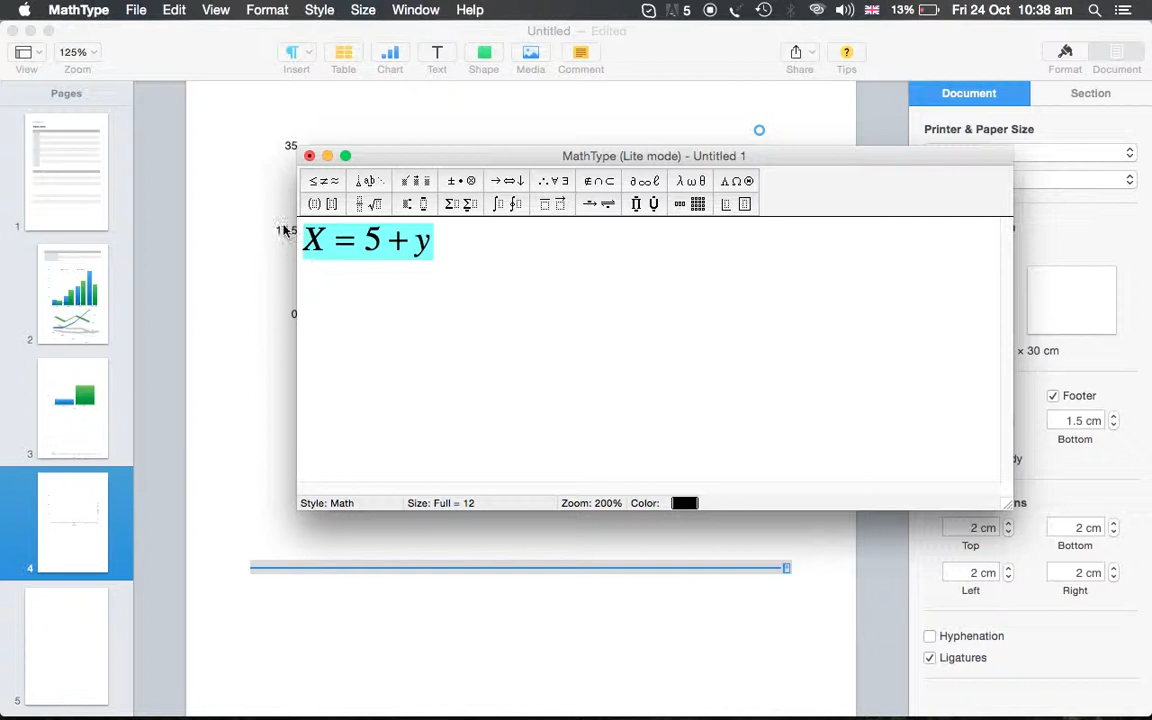 MathType File Edit View Format Style Size Window Help 5 13% Fri 24 Oct 10:38 am
Untitled — Edited
125%
View Zoom Insert Table Chart Text Shape Media Comment Share Tips Format Document
Pages
Document Section
Printer & Paper Size
35
0
MathType (Lite mode) - Untitled 1
X = 5 + y
Style: Math Size: Full = 12 Zoom: 200% Color:
× 30 cm
Footer
1.5 cm
Bottom
2 cm 2 cm
Top Bottom
2 cm 2 cm
Left Right
Hyphenation
Ligatures
1
2
3
4
5